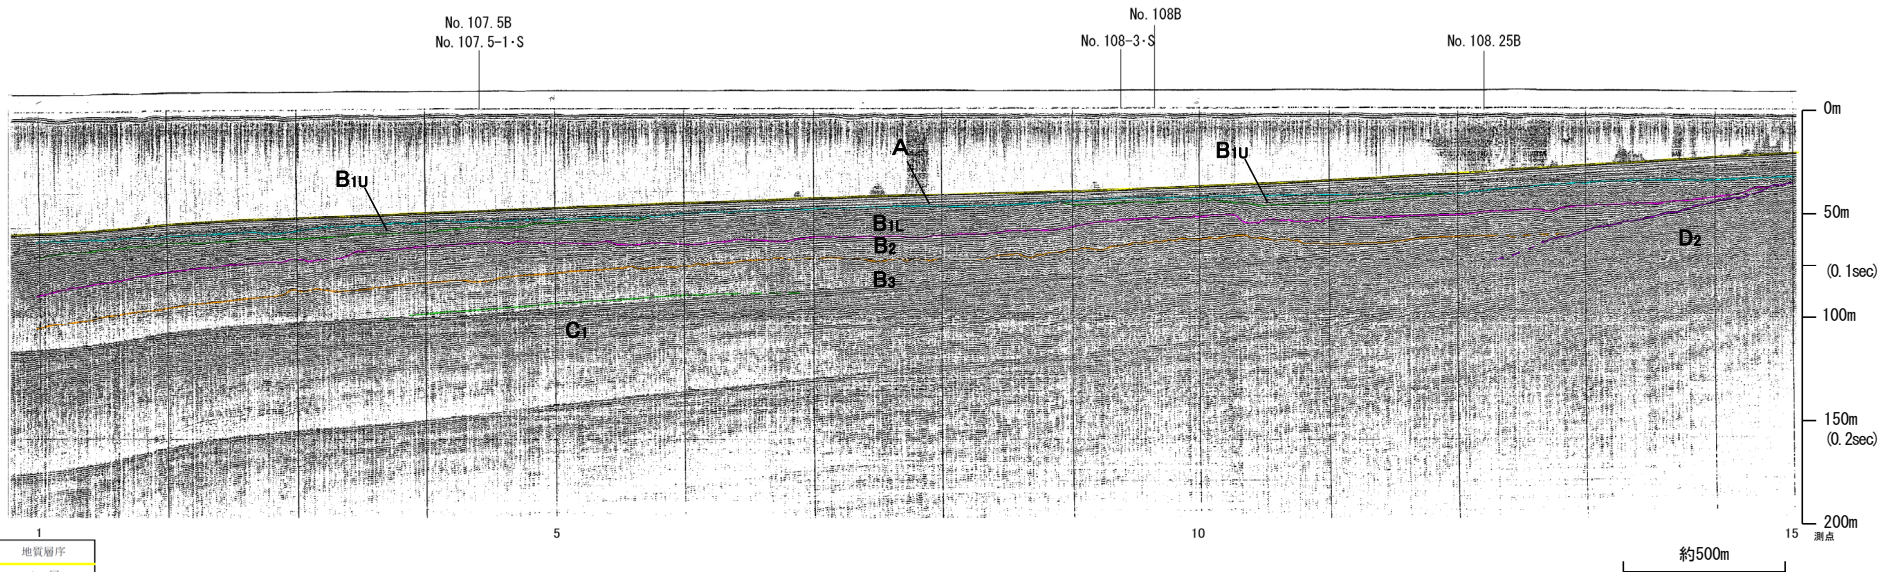 No. 107. 5B
No. 107. 5-1・S
No. 108B
No. 108-3・S
No. 108. 25B
0m
A
B1U
B1U
50m
B1L
B2
D2
(0.1sec)
B3
100m
C1
150m
(0.2sec)
200m
1
5
10
15
測点
約500m
地質層序